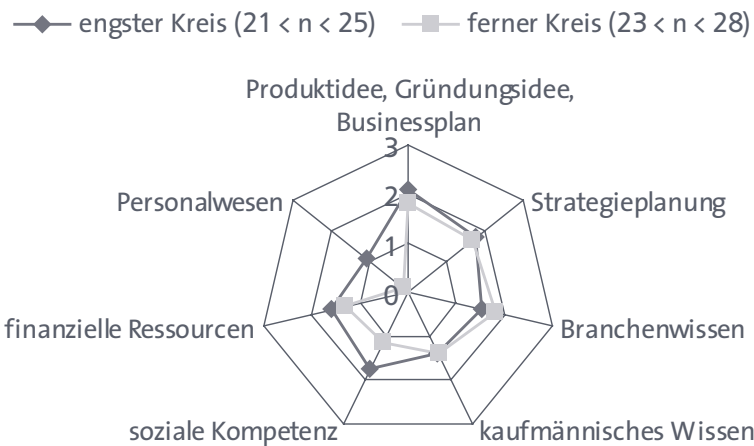 engster Kreis (21 < n < 25) ferner Kreis (23 < n < 28)
Produktidee, Gründungsidee,
Businessplan
3
Personalwesen
2
Strategieplanung
1
0
finanzielle Ressourcen
Branchenwissen
soziale Kompetenz
kaufmännisches Wissen